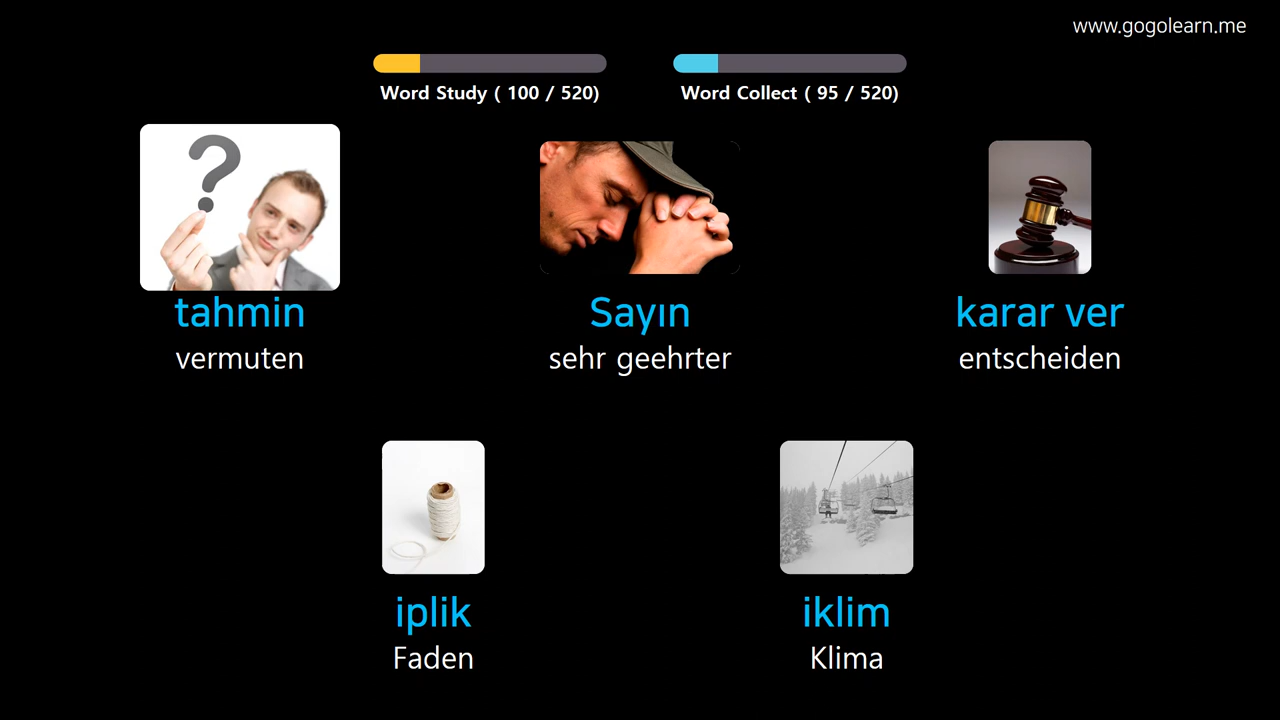 www.gogolearn.me
Word Study ( 100 / 520)
Word Collect ( 95 / 520)
tahmin
vermuten
Sayın
sehr geehrter
karar ver
entscheiden
iplik
Faden
iklim
Klima